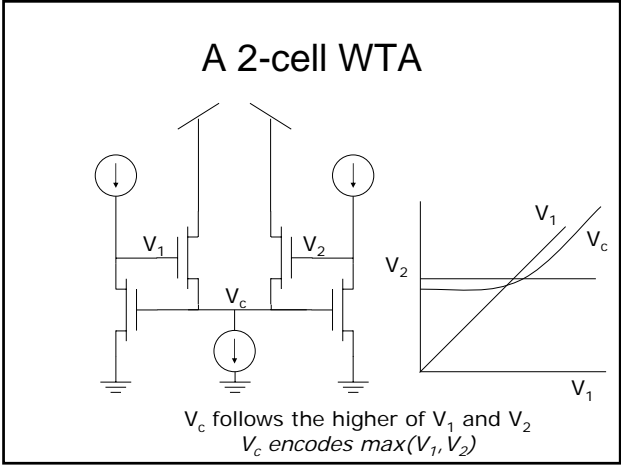 A 2-cell WTA
V1
V2
Vc
V1
Vc
V2
V1
Vc follows the higher of V1 and V2
Vc encodes max(V1,V2)